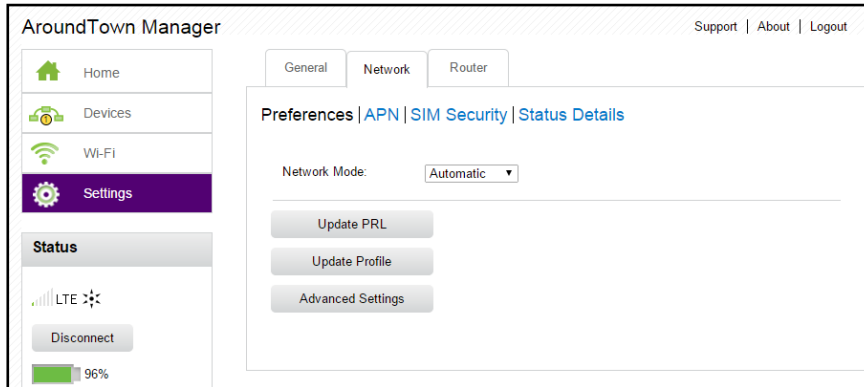 AroundTown Manager
Support | About | Logout
Home
Devices
1
Wi-Fi
Settings
General
Network
Router
Preferences | APN | SIM Security | Status Details
Network Mode:
Automatic
Update PRL
Update Profile
Advanced Settings
Status
LTE
Disconnect
96%